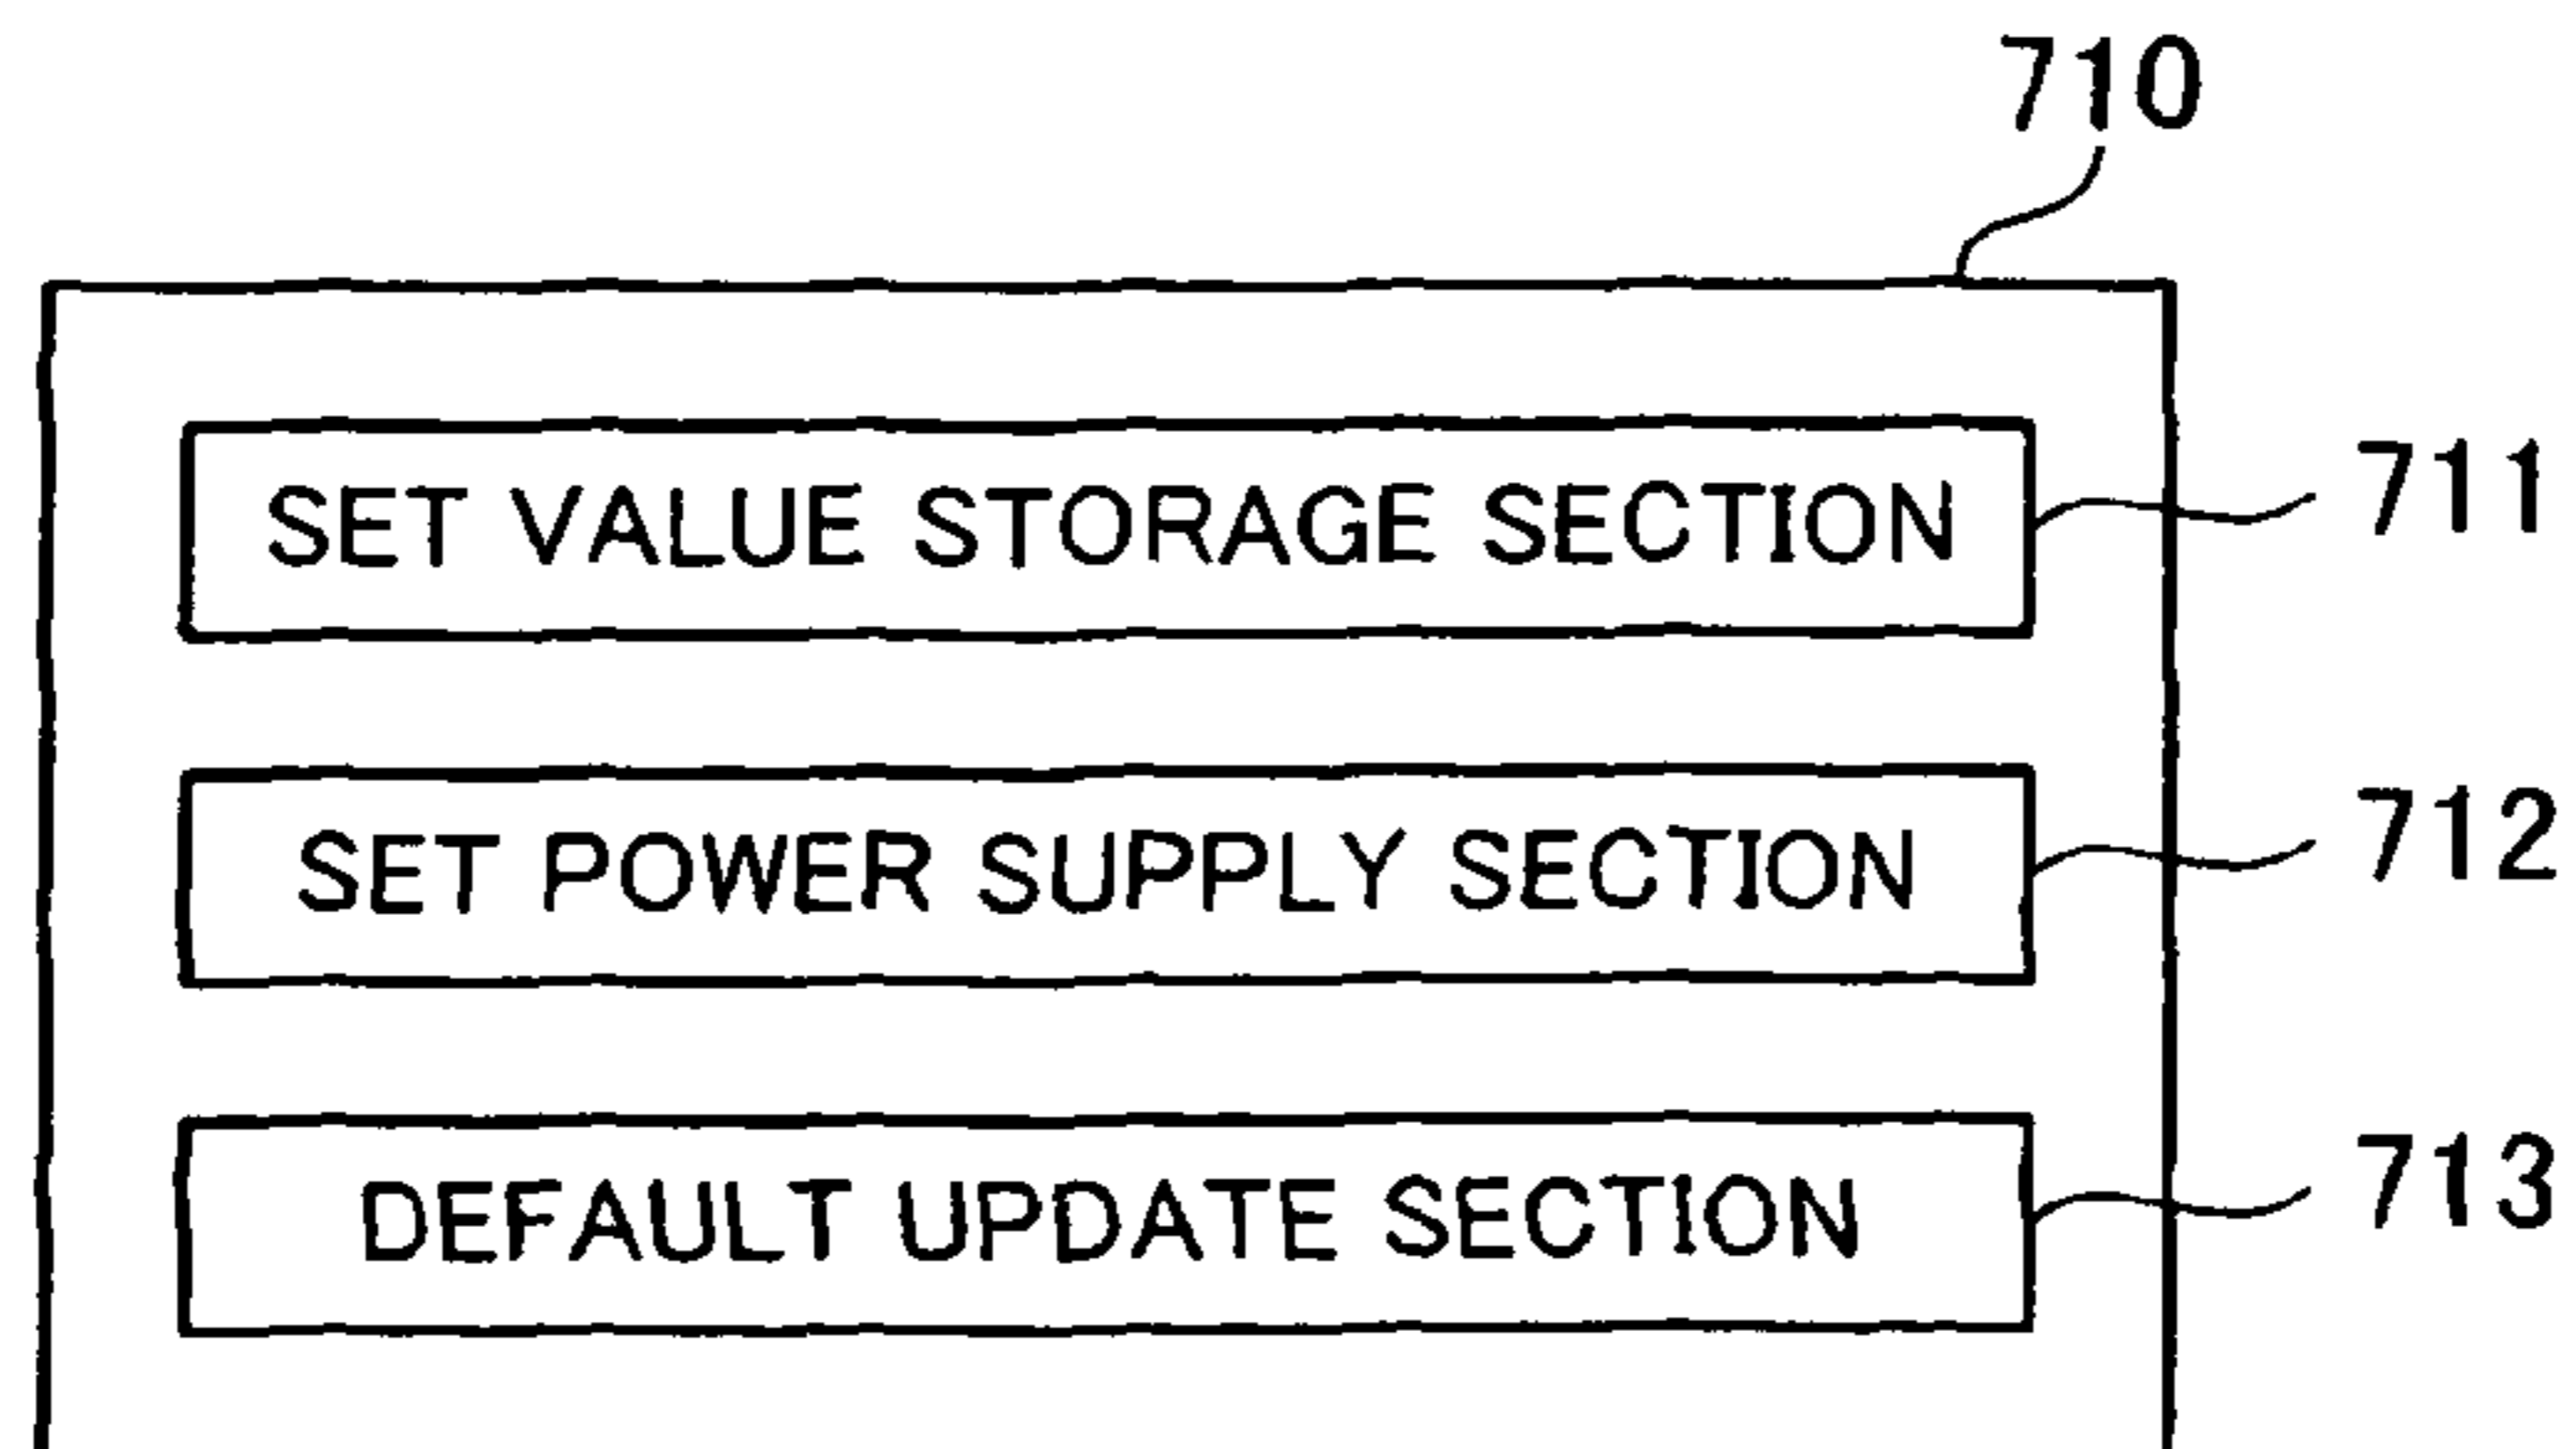 710
SET VALUE STORAGE SECTION 711
SET POWER SUPPLY SECTION 712
DEFAULT UPDATE SECTION 713